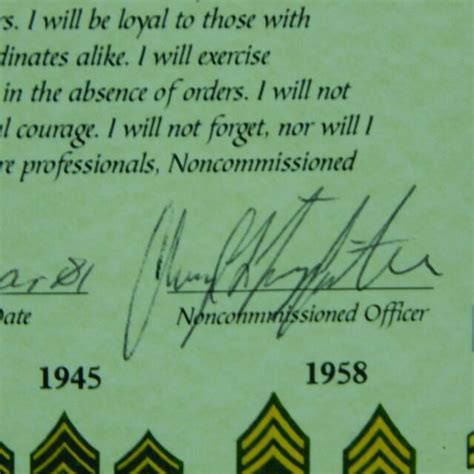 rs. I will be loyal to those with
dinates alike. I will exercise
in the absence of orders. I will not
l courage. I will not forget, nor will I
re professionals, Noncommissioned
Date
Noncommissioned Officer
1945
1958